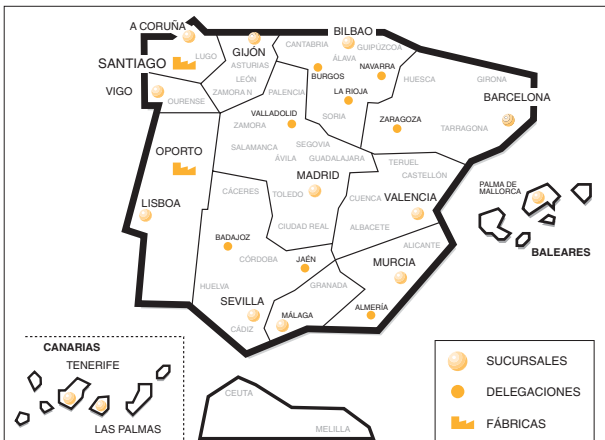 A CORUÑA
LUGO
SANTIAGO
GIJÓN
ASTURIAS
LEÓN
ZAMORA N
PALENCIA
CANTABRIA
BILBAO
GUIPÚZCOA
ÁLAVA
NAVARRA
BURGOS
LA RIOJA
SORIA
HUESCA
GIRONA
BARCELONA
TARRAGONA
ZARAGOZA
VIGO
OURENSE
VALLADOLID
ZAMORA
SEGOVIA
SALAMANCA
ÁVILA
GUADALAJARA
OPORTO
MADRID
TOLEDO
CÁCERES
TERUEL
CASTELLÓN
CUENCA
VALENCIA
ALBACETE
LISBOA
CIUDAD REAL
PALMA DE
MALLORCA
BALEARES
BADAJOZ
CÓRDOBA
JAÉN
ALICANTE
MURCIA
GRANADA
HUELVA
SEVILLA
CÁDIZ
MÁLAGA
ALMERÍA
CANARIAS
TENERIFE
LAS PALMAS
CEUTA
MELILLA
SUCURSALES
DELEGACIONES
FÁBRICAS